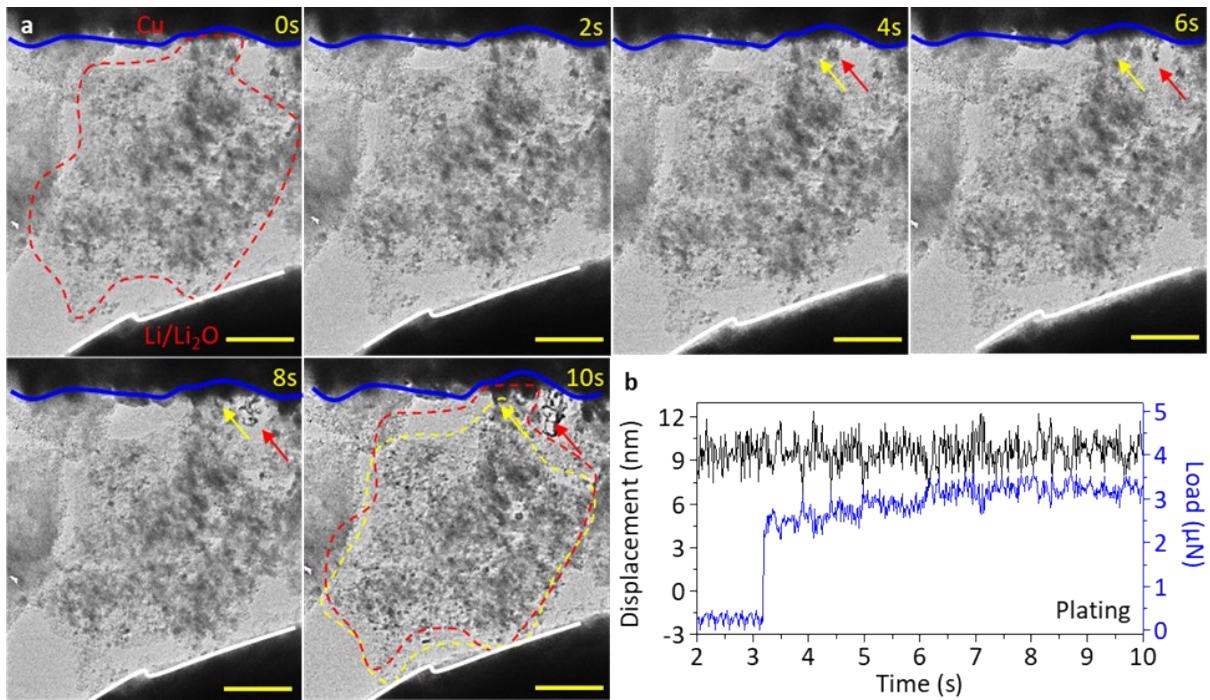 a
Cu
0s
2s
4s
6s
Li/Li₂O
8s
10s
b
Displacement (nm)
12
9
6
3
0
-3
5
4
3
2
1
0
Load (µN)
Plating
2 3 4 5 6 7 8 9 10
Time (s)